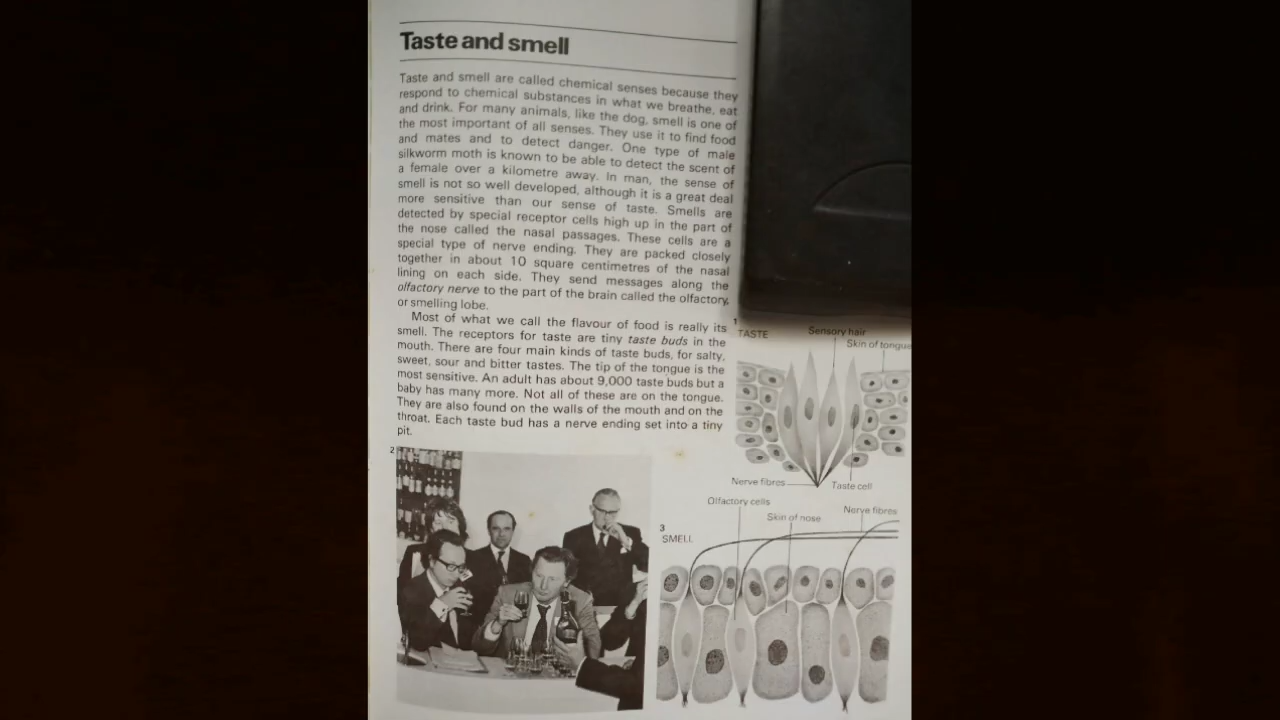 Taste and smell
Taste and smell are called chemical senses because they
respond to chemical substances in what we breathe, eat
and drink. For many animals, like the dog, smell is one of
the most important of all senses. They use it to find food
and mates and to detect danger. One type of male
silkworm moth is known to be able to detect the scent of
a female over a kilometre away. In man, the sense of
smell is not so well developed, although it is a great deal
more sensitive than our sense of taste. Smells are
detected by special receptor cells high up in the part of
the nose called the nasal passages. These cells are a
special type of nerve ending. They are packed closely
together in about 10 square centimetres of the nasal
lining on each side. They send messages along the
olfactory nerve to the part of the brain called the olfactory,
or smelling lobe.
Most of what we call the flavour of food is really its
smell. The receptors for taste are tiny taste buds in the
mouth. There are four main kinds of taste buds, for salty,
sweet, sour and bitter tastes. The tip of the tongue is the
most sensitive. An adult has about 9,000 taste buds but a
baby has many more. Not all of these are on the tongue.
They are also found on the walls of the mouth and on the
throat. Each taste bud has a nerve ending set into a tiny
pit.
1
TASTE
Sensory hair
Skin of tongue
Nerve fibres
Taste cell
2
3
SMELL
Olfactory cells
Skin of nose
Nerve fibres